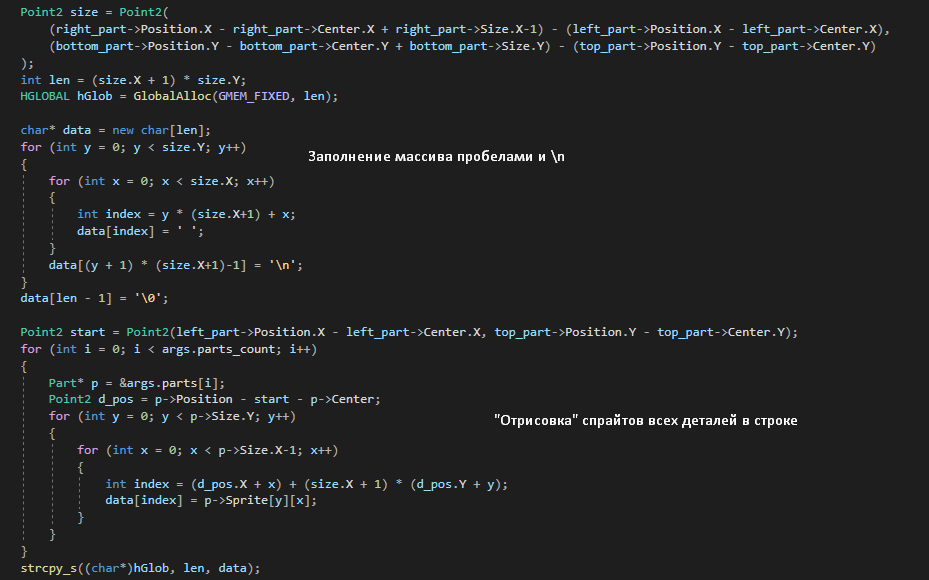 Point2 size = Point2(
(right_part->Position.X - right_part->Center.X + right_part->Size.X-1) - (left_part->Position.X - left_part->Center.X),
(bottom_part->Position.Y - bottom_part->Center.Y + bottom_part->Size.Y) - (top_part->Position.Y - top_part->Center.Y)
);
int len = (size.X + 1) * size.Y;
HGLOBAL hGlob = GlobalAlloc(GMEM_FIXED, len);
char* data = new char[len];
for (int y = 0; y < size.Y; y++)
Заполнение массива пробелами и \n
{
for (int x = 0; x < size.X; x++)
{
int index = y * (size.X+1) + x;
data[index] = ' ';
}
data[(y + 1) * (size.X+1)-1] = '\n';
}
data[len - 1] = '\0';
Point2 start = Point2(left_part->Position.X - left_part->Center.X, top_part->Position.Y - top_part->Center.Y);
for (int i = 0; i < args.parts_count; i++)
{
Part* p = &args.parts[i];
Point2 d_pos = p->Position - start - p->Center;
for (int y = 0; y < p->Size.Y; y++)
"Отрисовка" спрайтов всех деталей в строке
{
for (int x = 0; x < p->Size.X-1; x++)
{
int index = (d_pos.X + x) + (size.X + 1) * (d_pos.Y + y);
data[index] = p->Sprite[y][x];
}
}
}
strcpy_s((char*)hGlob, len, data);